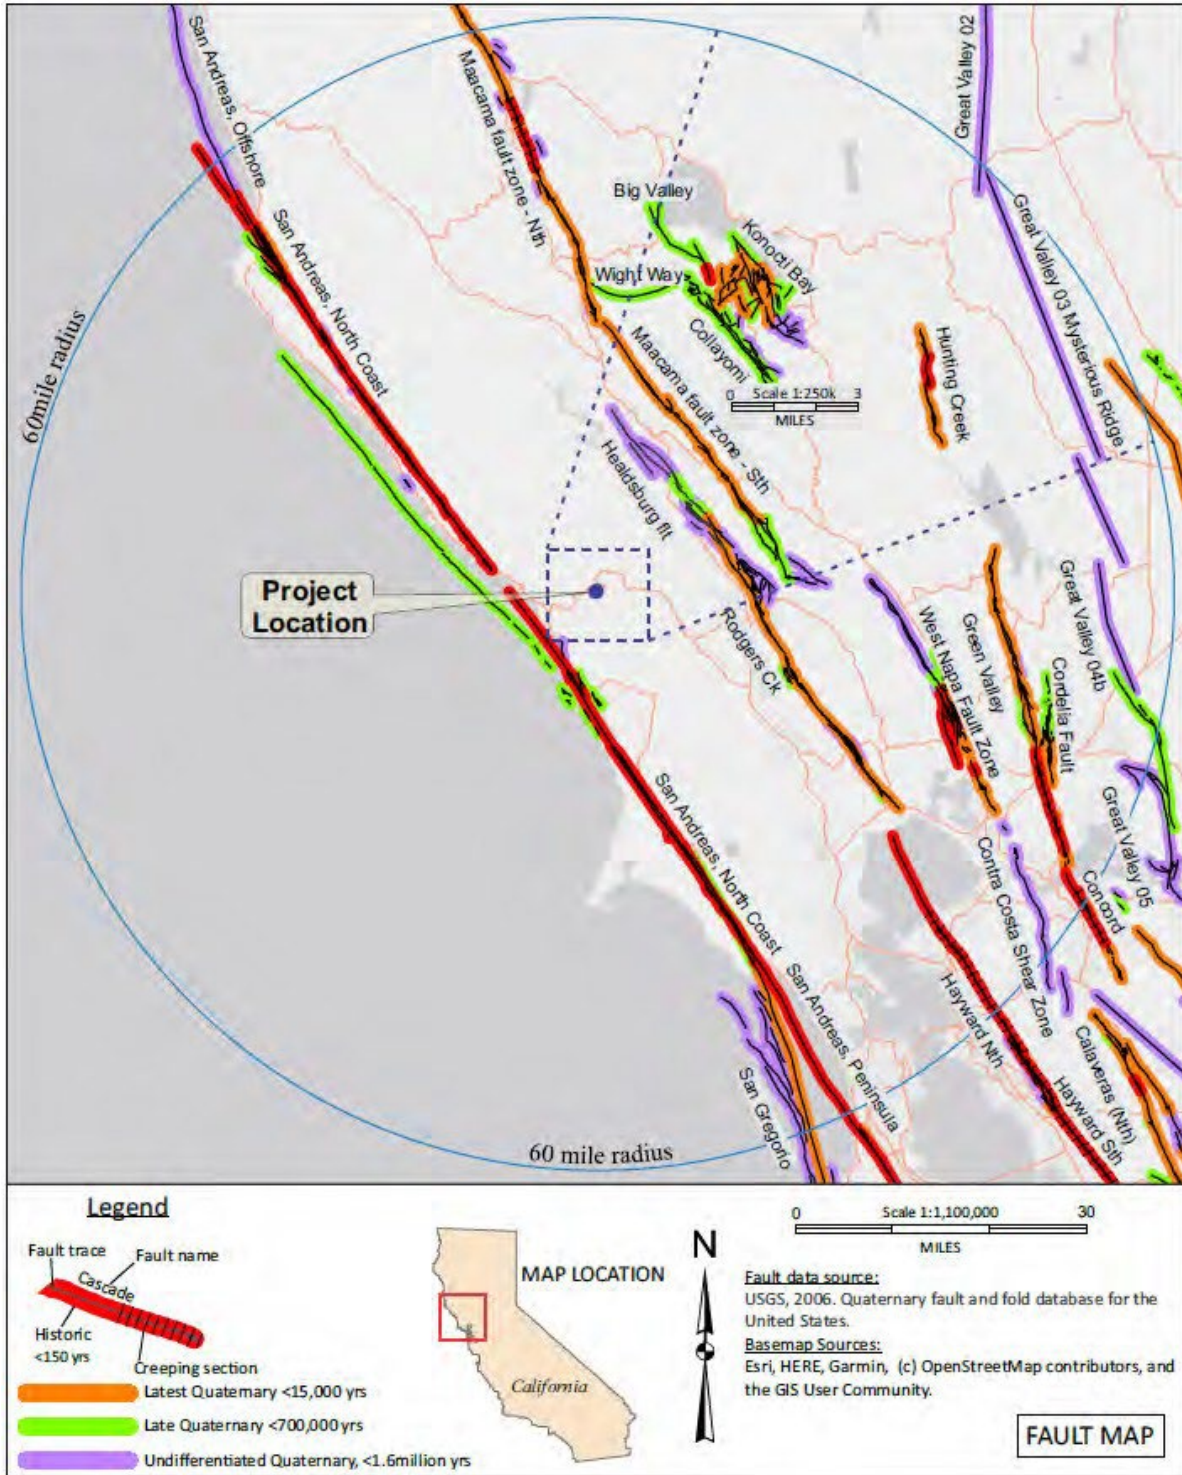 San Andreas, Offshore
Maacama fault zone - Nth
Great Valley 02
Big Valley
Konocti Bay
Wight Way
Collayomi
San Andreas, North Coast
Great Valley 03 Mysterious Ridge
60mile radius
Maacama fault zone - Sth
0 Scale 1:250k 3
MILES
Hunting Creek
Healdsburg flt
Project
Location
Rodgers Ck
West Napa Fault Zone
Green Valley
Cordelia Fault
Great Valley 04b
San Andreas, North Coast
Great Valley 05
Concord
Contra Costa Shear Zone
San Andreas, Peninsula
Hayward Nth
Hayward Sth
Calaveras (Nth)
San Gregorio
60 mile radius
Legend
Fault trace
Fault name
Cascade
Historic
<150 yrs
Creeping section
Latest Quaternary <15,000 yrs
Late Quaternary <700,000 yrs
Undifferentiated Quaternary, <1.6million yrs
MAP LOCATION
California
N
0 Scale 1:1,100,000 30
MILES
Fault data source:
USGS, 2006. Quaternary fault and fold database for the
United States.
Basemap Sources:
Esri, HERE, Garmin, (c) OpenStreetMap contributors, and
the GIS User Community.
FAULT MAP